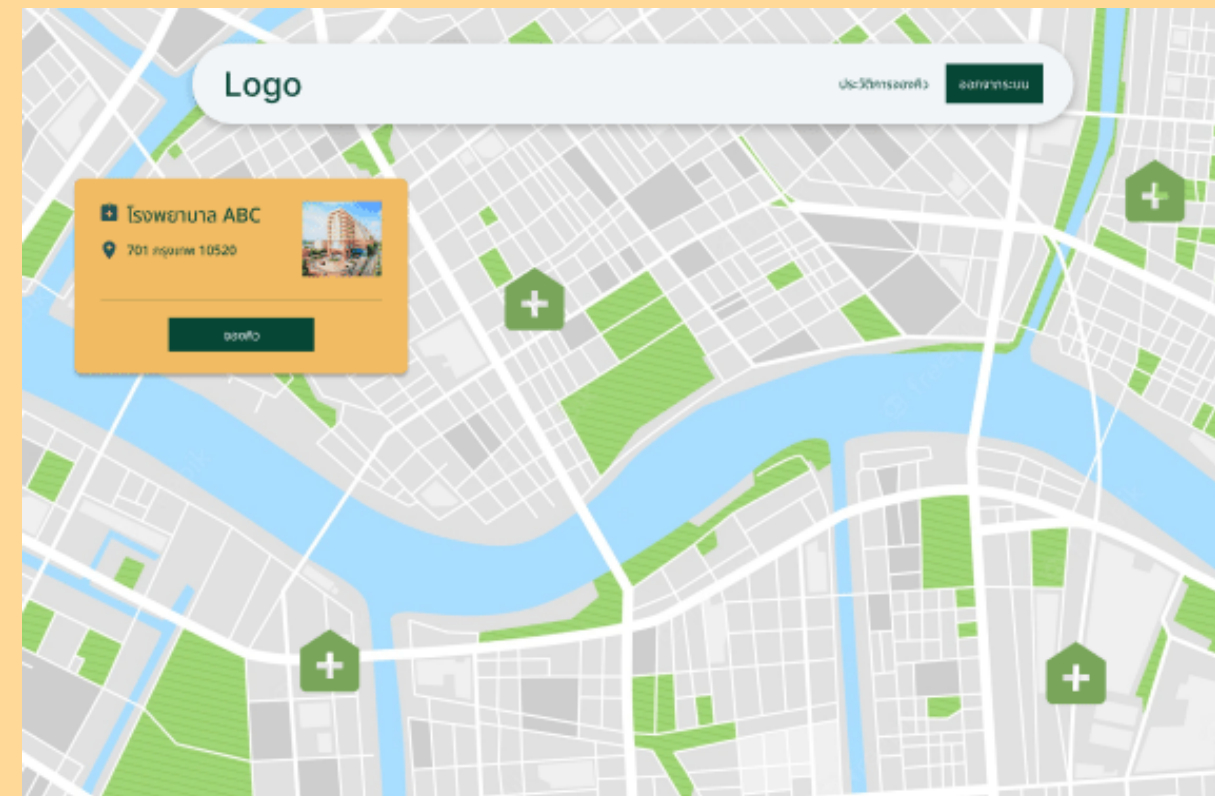 Logo
ประวัติการจองคิว
ออกจากระบบ
โรงพยาบาล ABC
701 กรุงเทพ 10520
จองคิว